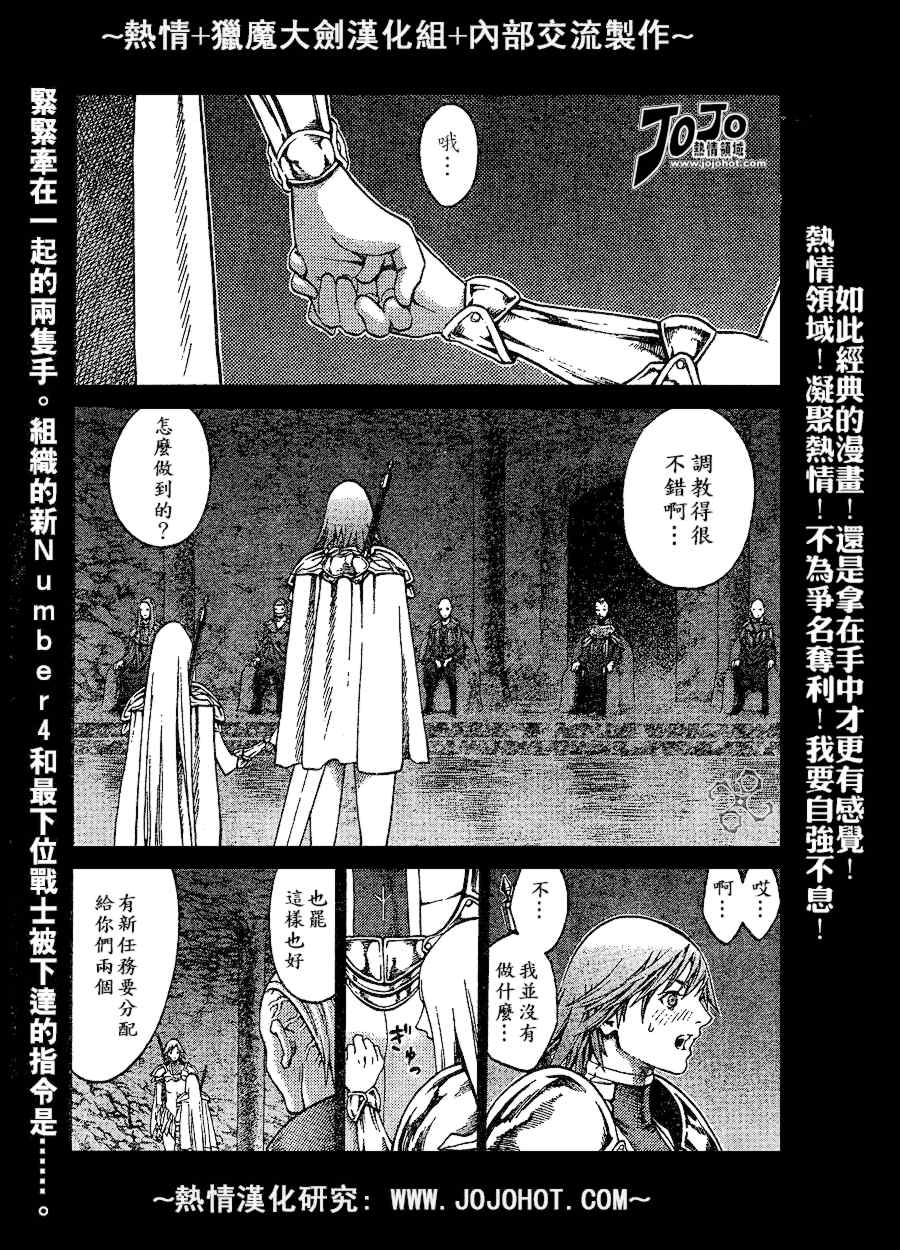 ~熱情+獵魔大劍漢化組+內部交流製作~
JOJO
熱情領域
www.jojohot.com
如此經典的漫畫！還是拿在手中才更有感覺！
熱情領域！凝聚熱情！不為爭名奪利！我要自強不息！
哦…
調教得很
不錯啊…
怎麼做到的？
哎…
啊…
不…
我並沒有
做什麼…
ぎゅっ
也罷
這樣也好
有新任務要分配
給你們兩個
緊緊牽在一起的兩隻手。組織的新Number4和最下位戰士被下達的指令是……。
~熱情漢化研究: WWW.JOJOHOT.COM~